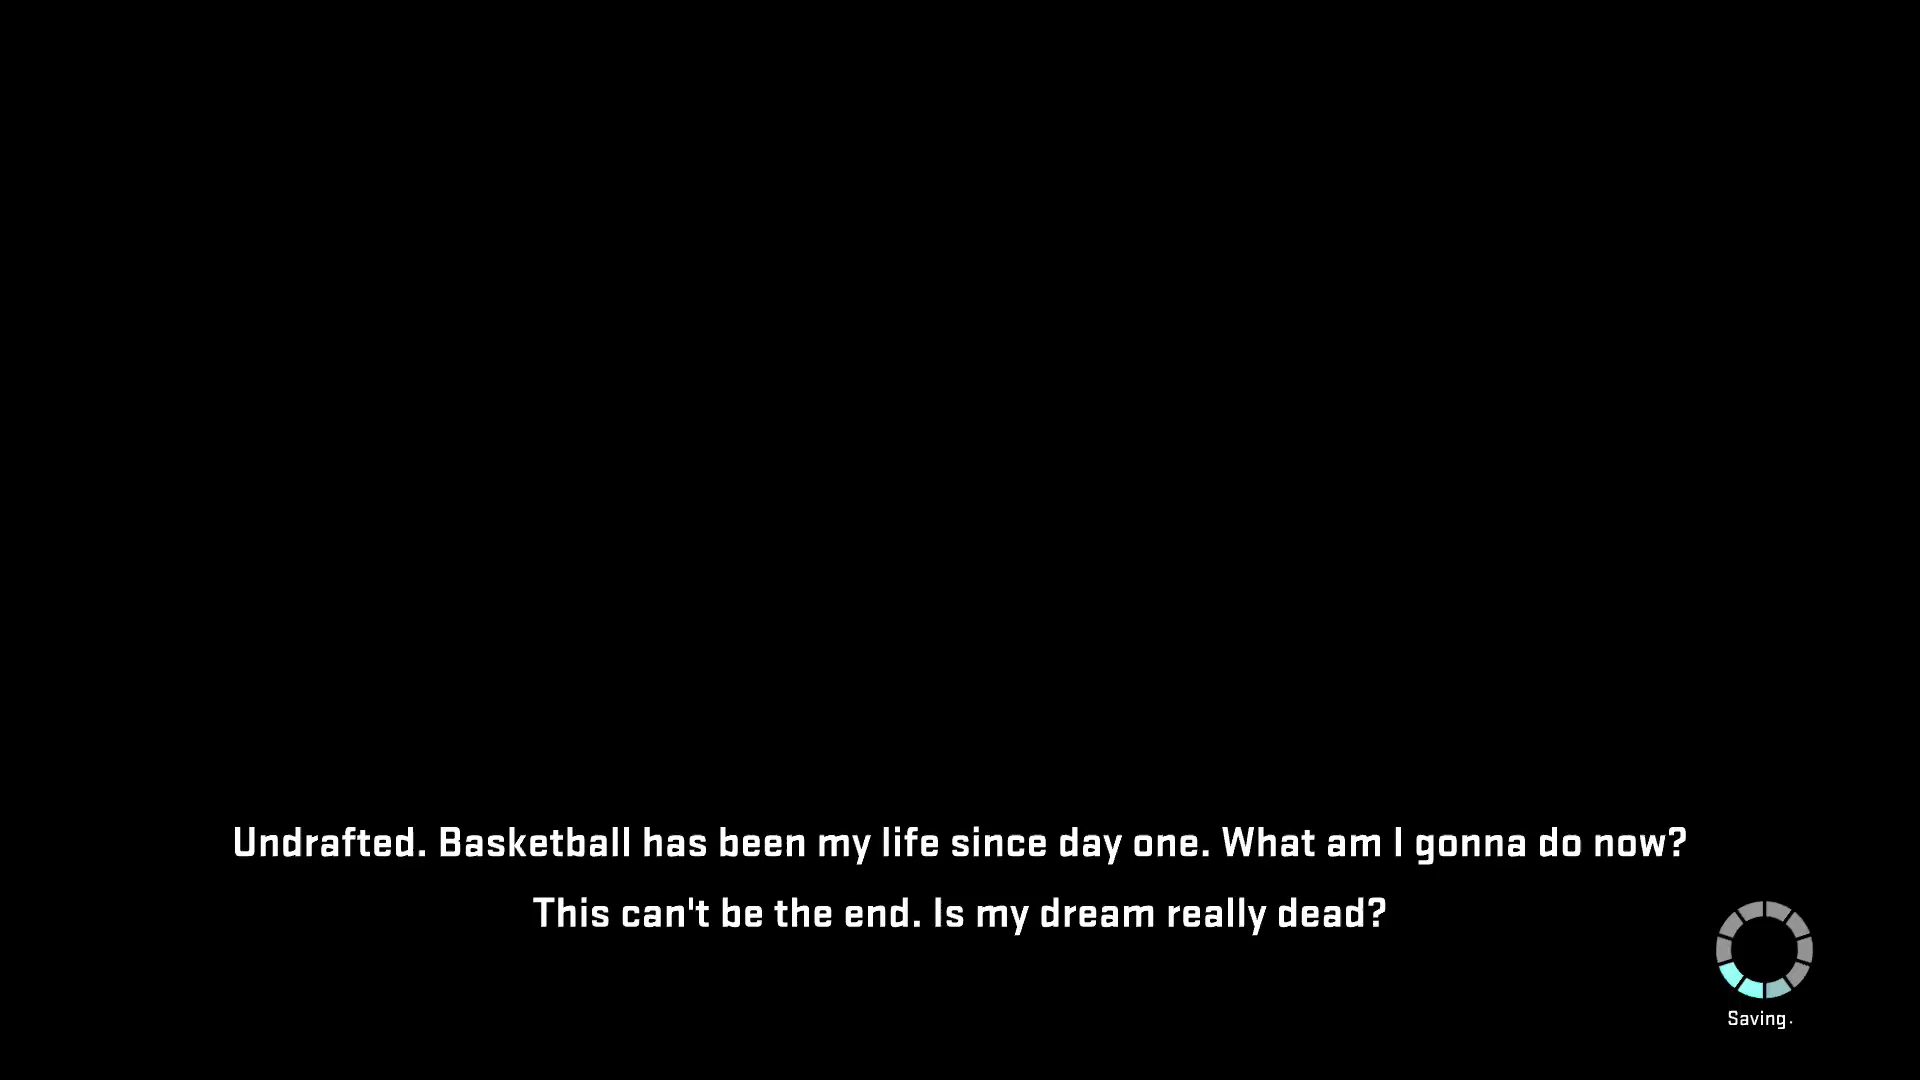 Undrafted. Basketball has been my life since day one. What am I gonna do now?
This can't be the end. Is my dream really dead?
Saving.